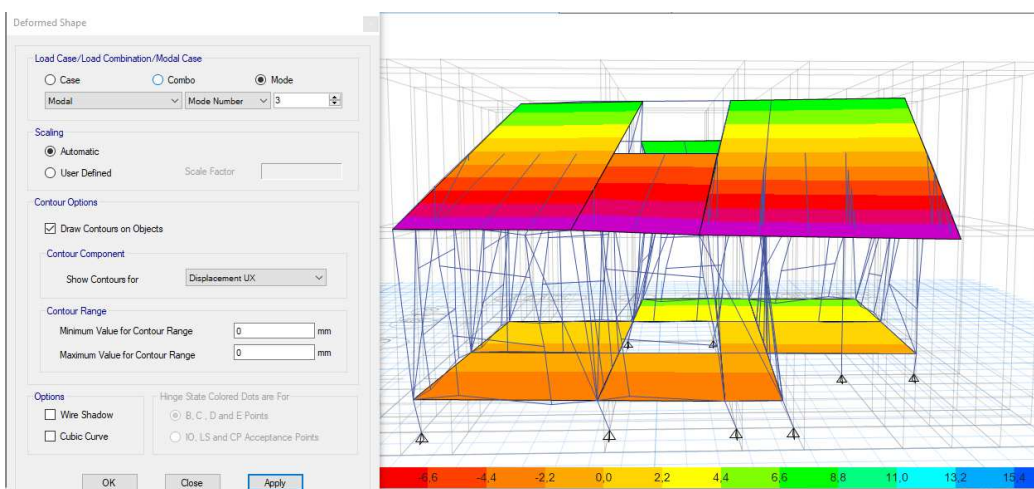 Deformed Shape
Load Case/Load Combination/Modal Case
Case Combo Mode
Modal Mode Number 3
Scaling
Automatic
User Defined Scale Factor
Contour Options
Draw Contours on Objects
Contour Component
Show Contours for Displacement UX
Contour Range
Minimum Value for Contour Range 0 mm
Maximum Value for Contour Range 0 mm
Options
Wire Shadow
Cubic Curve
Hinge State Colored Dots are For
B, C , D and E Points
IO, LS and CP Acceptance Points
OK Close Apply
-6,6 -4,4 -2,2 0,0 2,2 4,4 6,6 8,8 11,0 13,2 15,4